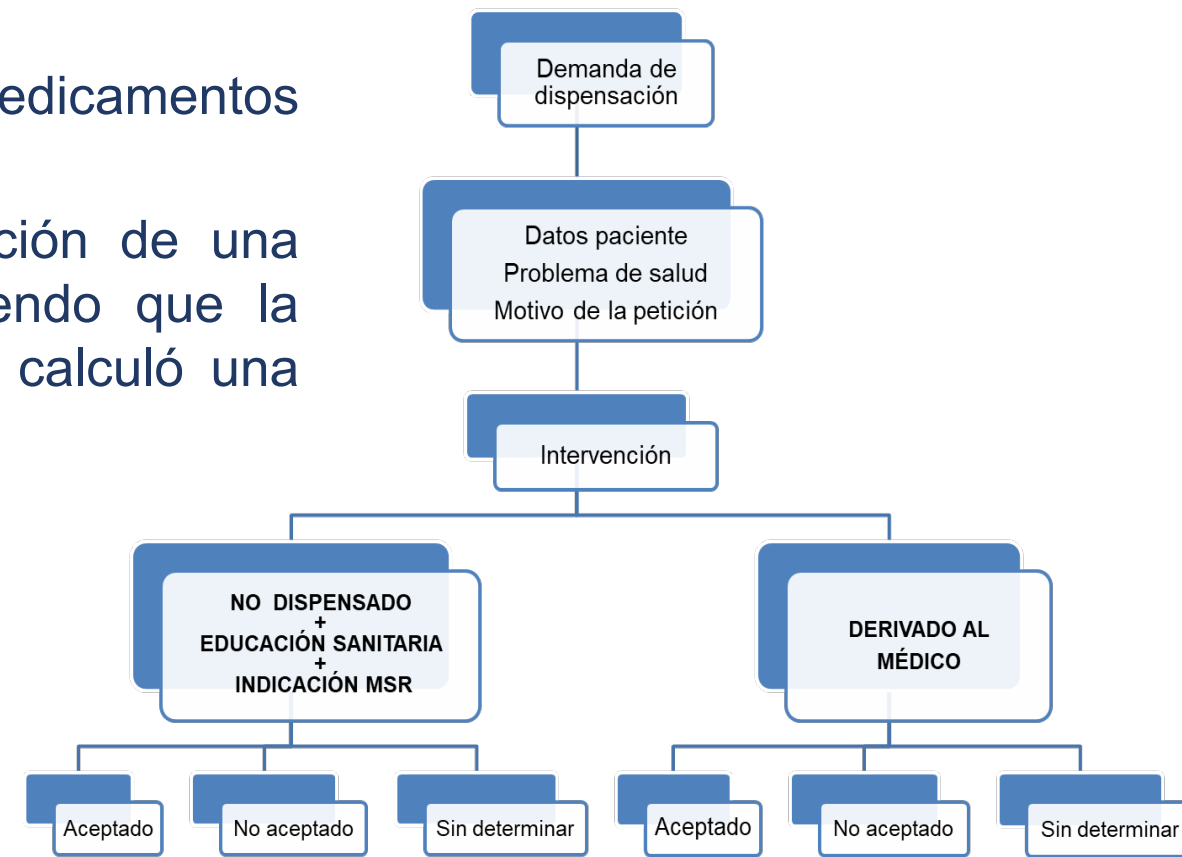 edicamentos
ción de una
endo que la
calculó una
Demanda de
dispensación
Datos paciente
Problema de salud
Motivo de la petición
Intervención
NO DISPENSADO
+
EDUCACIÓN SANITARIA
+
INDICACIÓN MSR
DERIVADO AL
MÉDICO
Aceptado
No aceptado
Sin determinar
Aceptado
No aceptado
Sin determinar